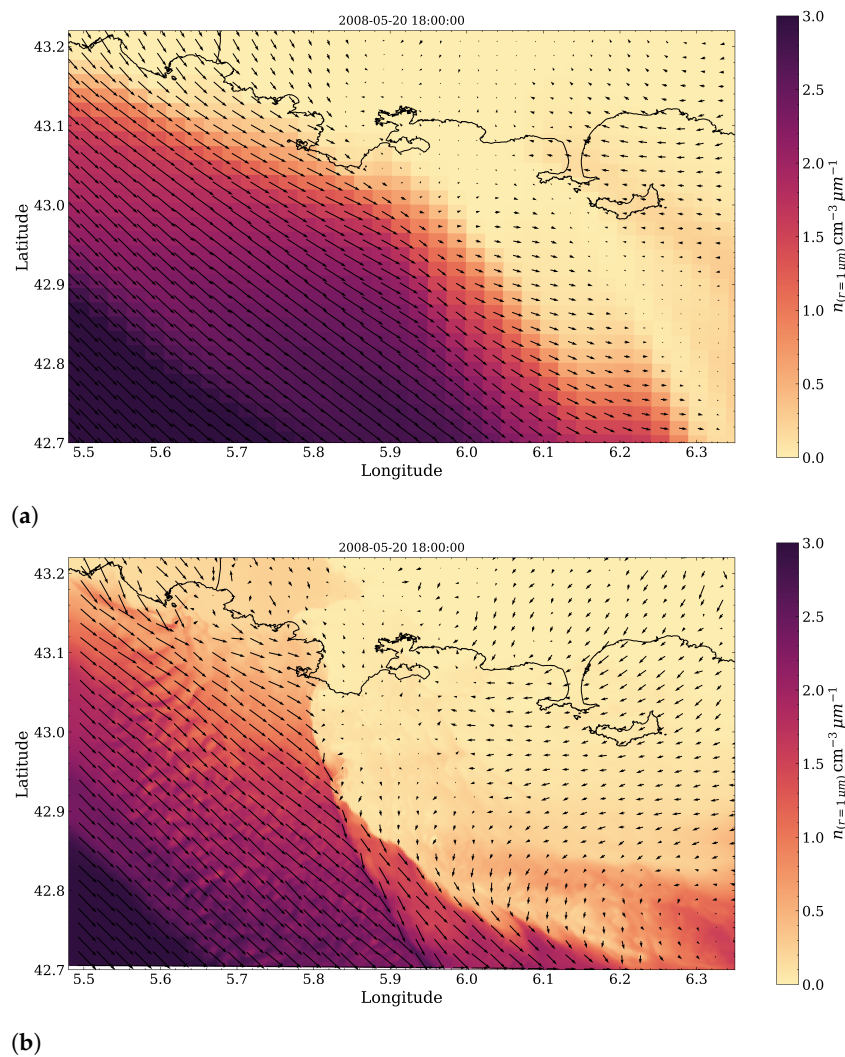 2008-05-20 18:00:00
43.2
43.1
43.0
42.9
42.8
42.7
Latitude
5.5 5.6 5.7 5.8 5.9 6.0 6.1 6.2 6.3
Longitude
3.0
2.5
2.0
1.5
1.0
0.5
0.0
n(r = 1 μm) cm⁻³ μm⁻¹
(a)
2008-05-20 18:00:00
43.2
43.1
43.0
42.9
42.8
42.7
Latitude
5.5 5.6 5.7 5.8 5.9 6.0 6.1 6.2 6.3
Longitude
3.0
2.5
2.0
1.5
1.0
0.5
0.0
n(r = 1 μm) cm⁻³ μm⁻¹
(b)